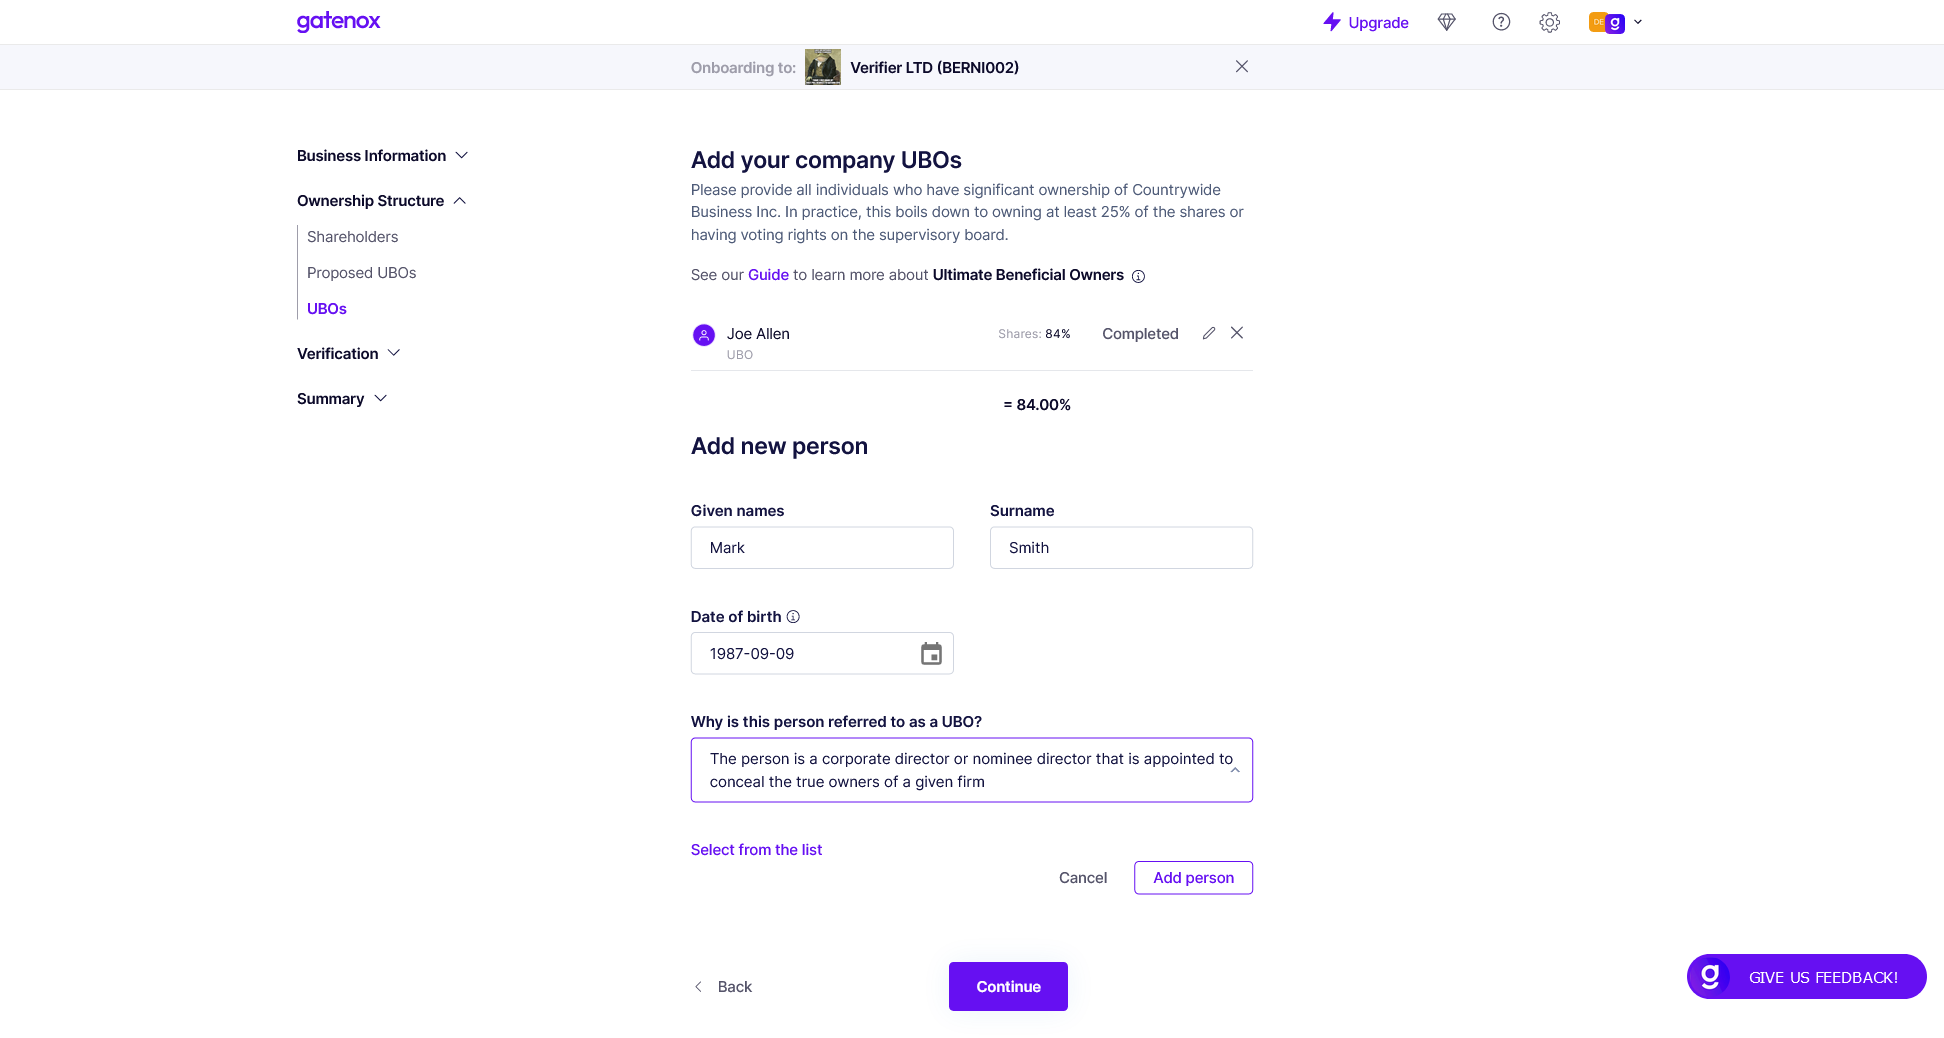 gatenox
Upgrade
DE g
Onboarding to: Verifier LTD (BERNI002)
Business Information
Ownership Structure
Shareholders
Proposed UBOs
UBOs
Verification
Summary
Add your company UBOs
Please provide all individuals who have significant ownership of Countrywide
Business Inc. In practice, this boils down to owning at least 25% of the shares or
having voting rights on the supervisory board.
See our Guide to learn more about Ultimate Beneficial Owners
Joe Allen Shares: 84% Completed
UBO
= 84.00%
Add new person
Given names Surname
Mark Smith
Date of birth
1987-09-09
Why is this person referred to as a UBO?
The person is a corporate director or nominee director that is appointed to
conceal the true owners of a given firm
Select from the list
Cancel Add person
Back Continue
g GIVE US FEEDBACK!